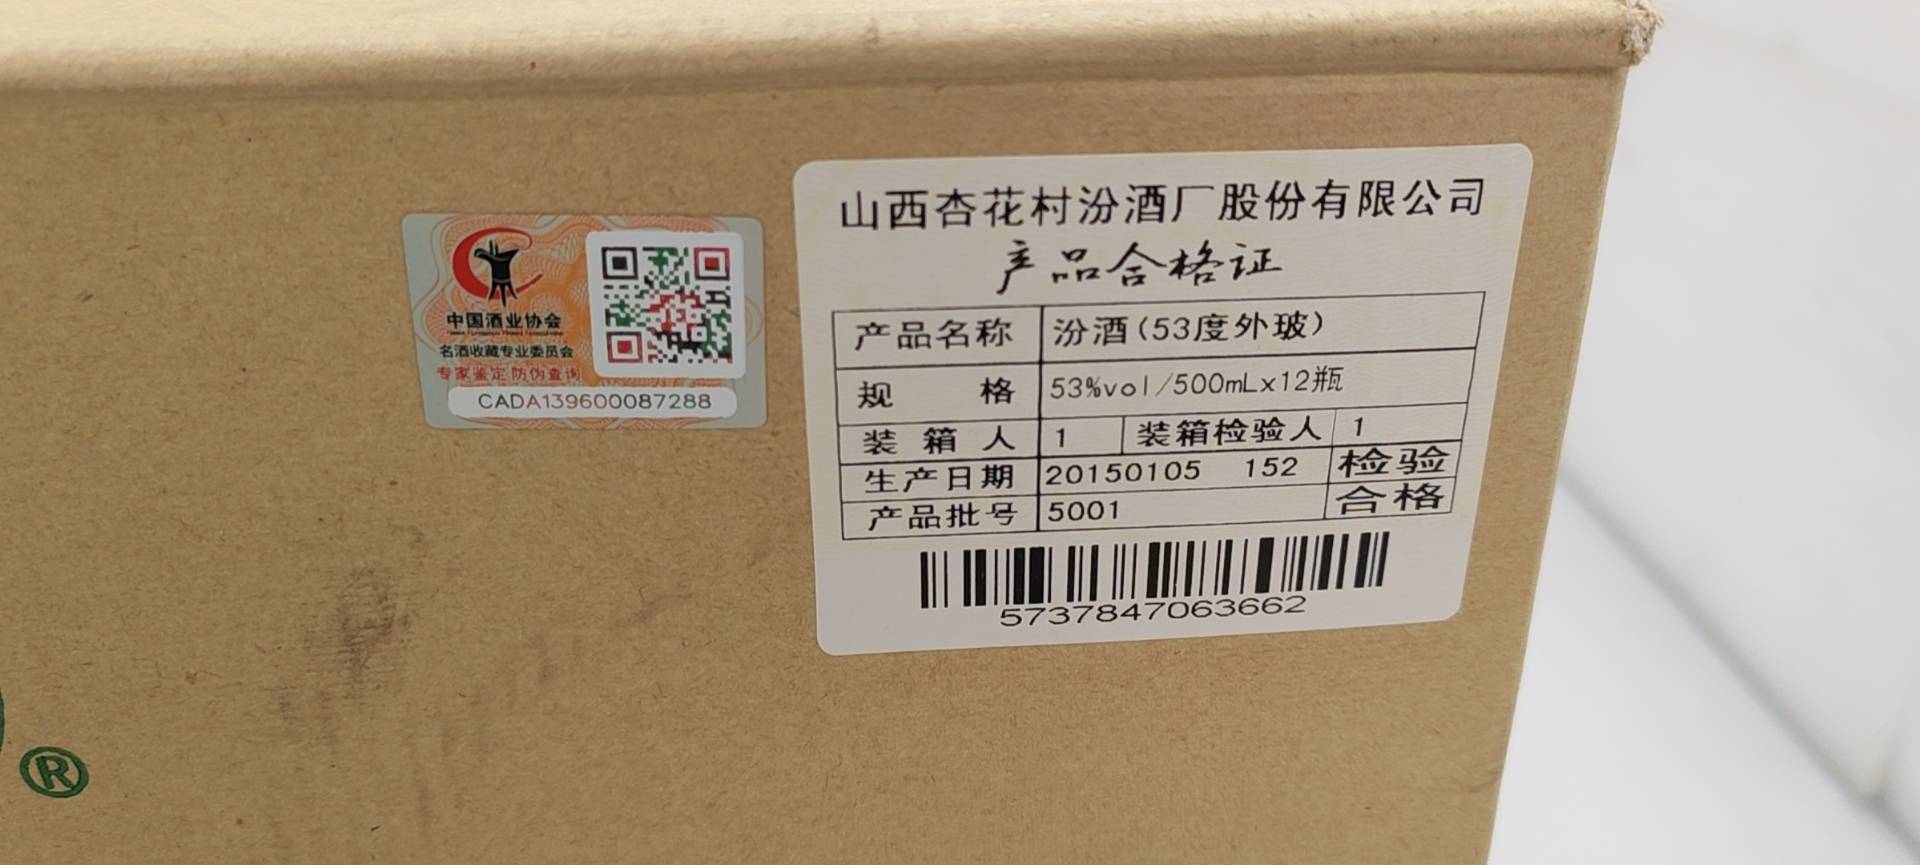 中国酒业协会
名酒收藏专业委员会
专家鉴定 防伪查询
CADA139600087288
山西杏花村汾酒厂股份有限公司
产品合格证
产品名称 汾酒(53度外玻)
规 格 53%vol/500mLx12瓶
装 箱 人 1 装箱检验人 1
生产日期 20150105 152 检验
产品批号 5001 合格
5737847063662
®